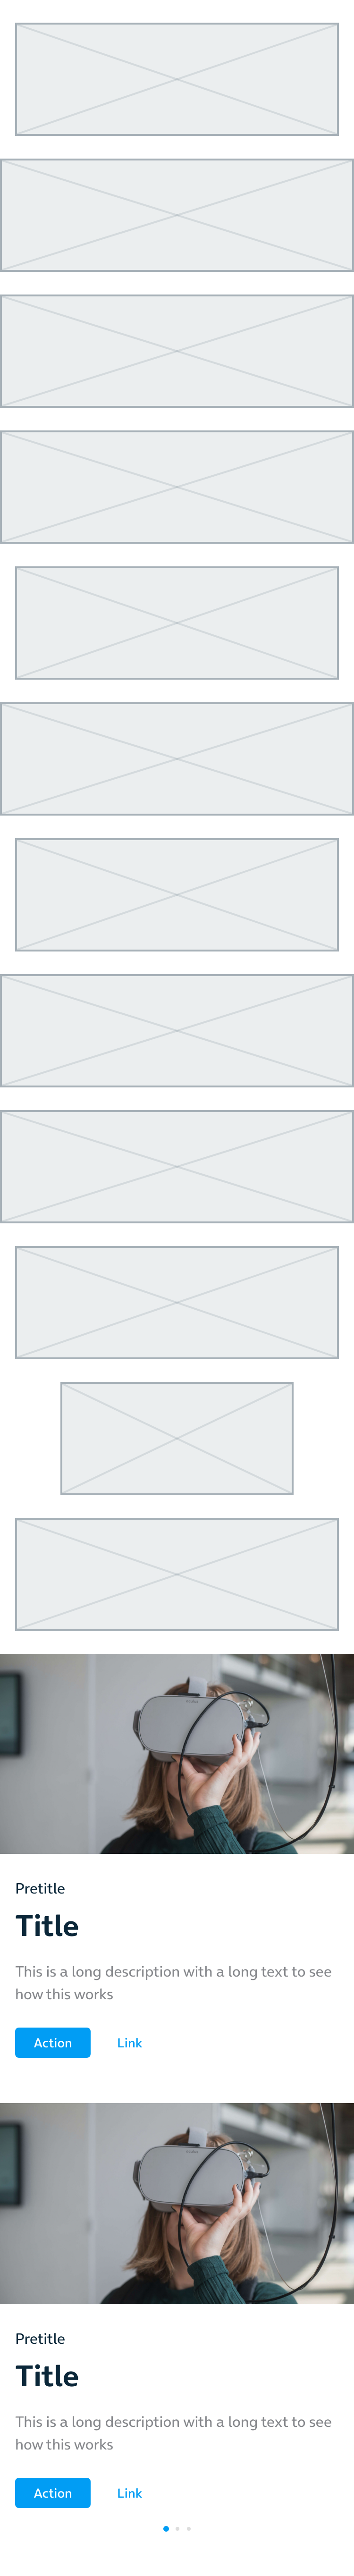 Pretitle
Title
This is a long description with a long text to see
how this works
Action Link
Pretitle
Title
This is a long description with a long text to see
how this works
Action Link